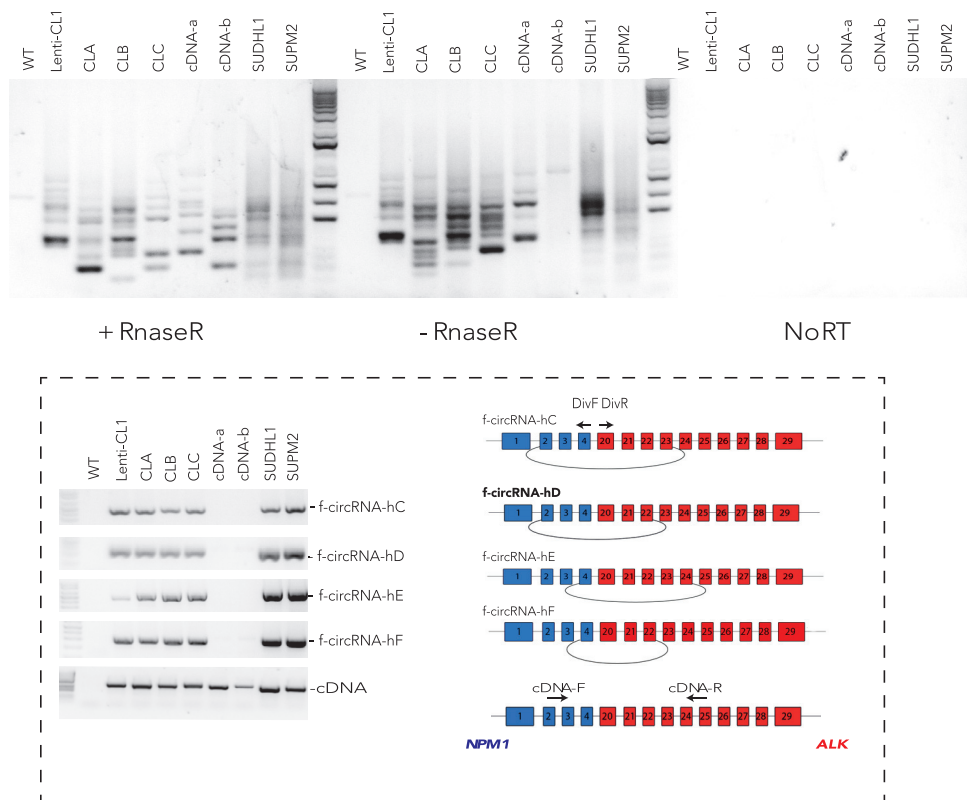 WT Lenti-CL1 CLA CLB CLC cDNA-a cDNA-b SUDHL1 SUPM2 WT Lenti-CL1 CLA CLB CLC cDNA-a cDNA-b SUDHL1 SUPM2 WT Lenti-CL1 CLA CLB CLC cDNA-a cDNA-b SUDHL1 SUPM2
+ RnaseR - RnaseR NoRT
WT Lenti-CL1 CLA CLB CLC cDNA-a cDNA-b SUDHL1 SUPM2
- f-circRNA-hC
- f-circRNA-hD
- f-circRNA-hE
- f-circRNA-hF
-cDNA
DivF DivR
f-circRNA-hC
1 2 3 4 20 21 22 23 24 25 26 27 28 29
f-circRNA-hD
1 2 3 4 20 21 22 23 24 25 26 27 28 29
f-circRNA-hE
1 2 3 4 20 21 22 23 24 25 26 27 28 29
f-circRNA-hF
1 2 3 4 20 21 22 23 24 25 26 27 28 29
cDNA-F cDNA-R
1 2 3 4 20 21 22 23 24 25 26 27 28 29
NPM1 ALK